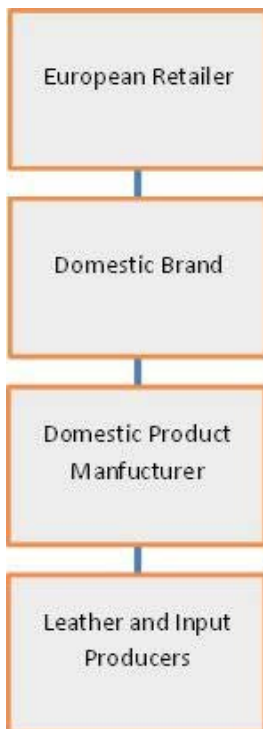 European Retailer
Domestic Brand
Domestic Product
Manfucturer
Leather and Input
Producers